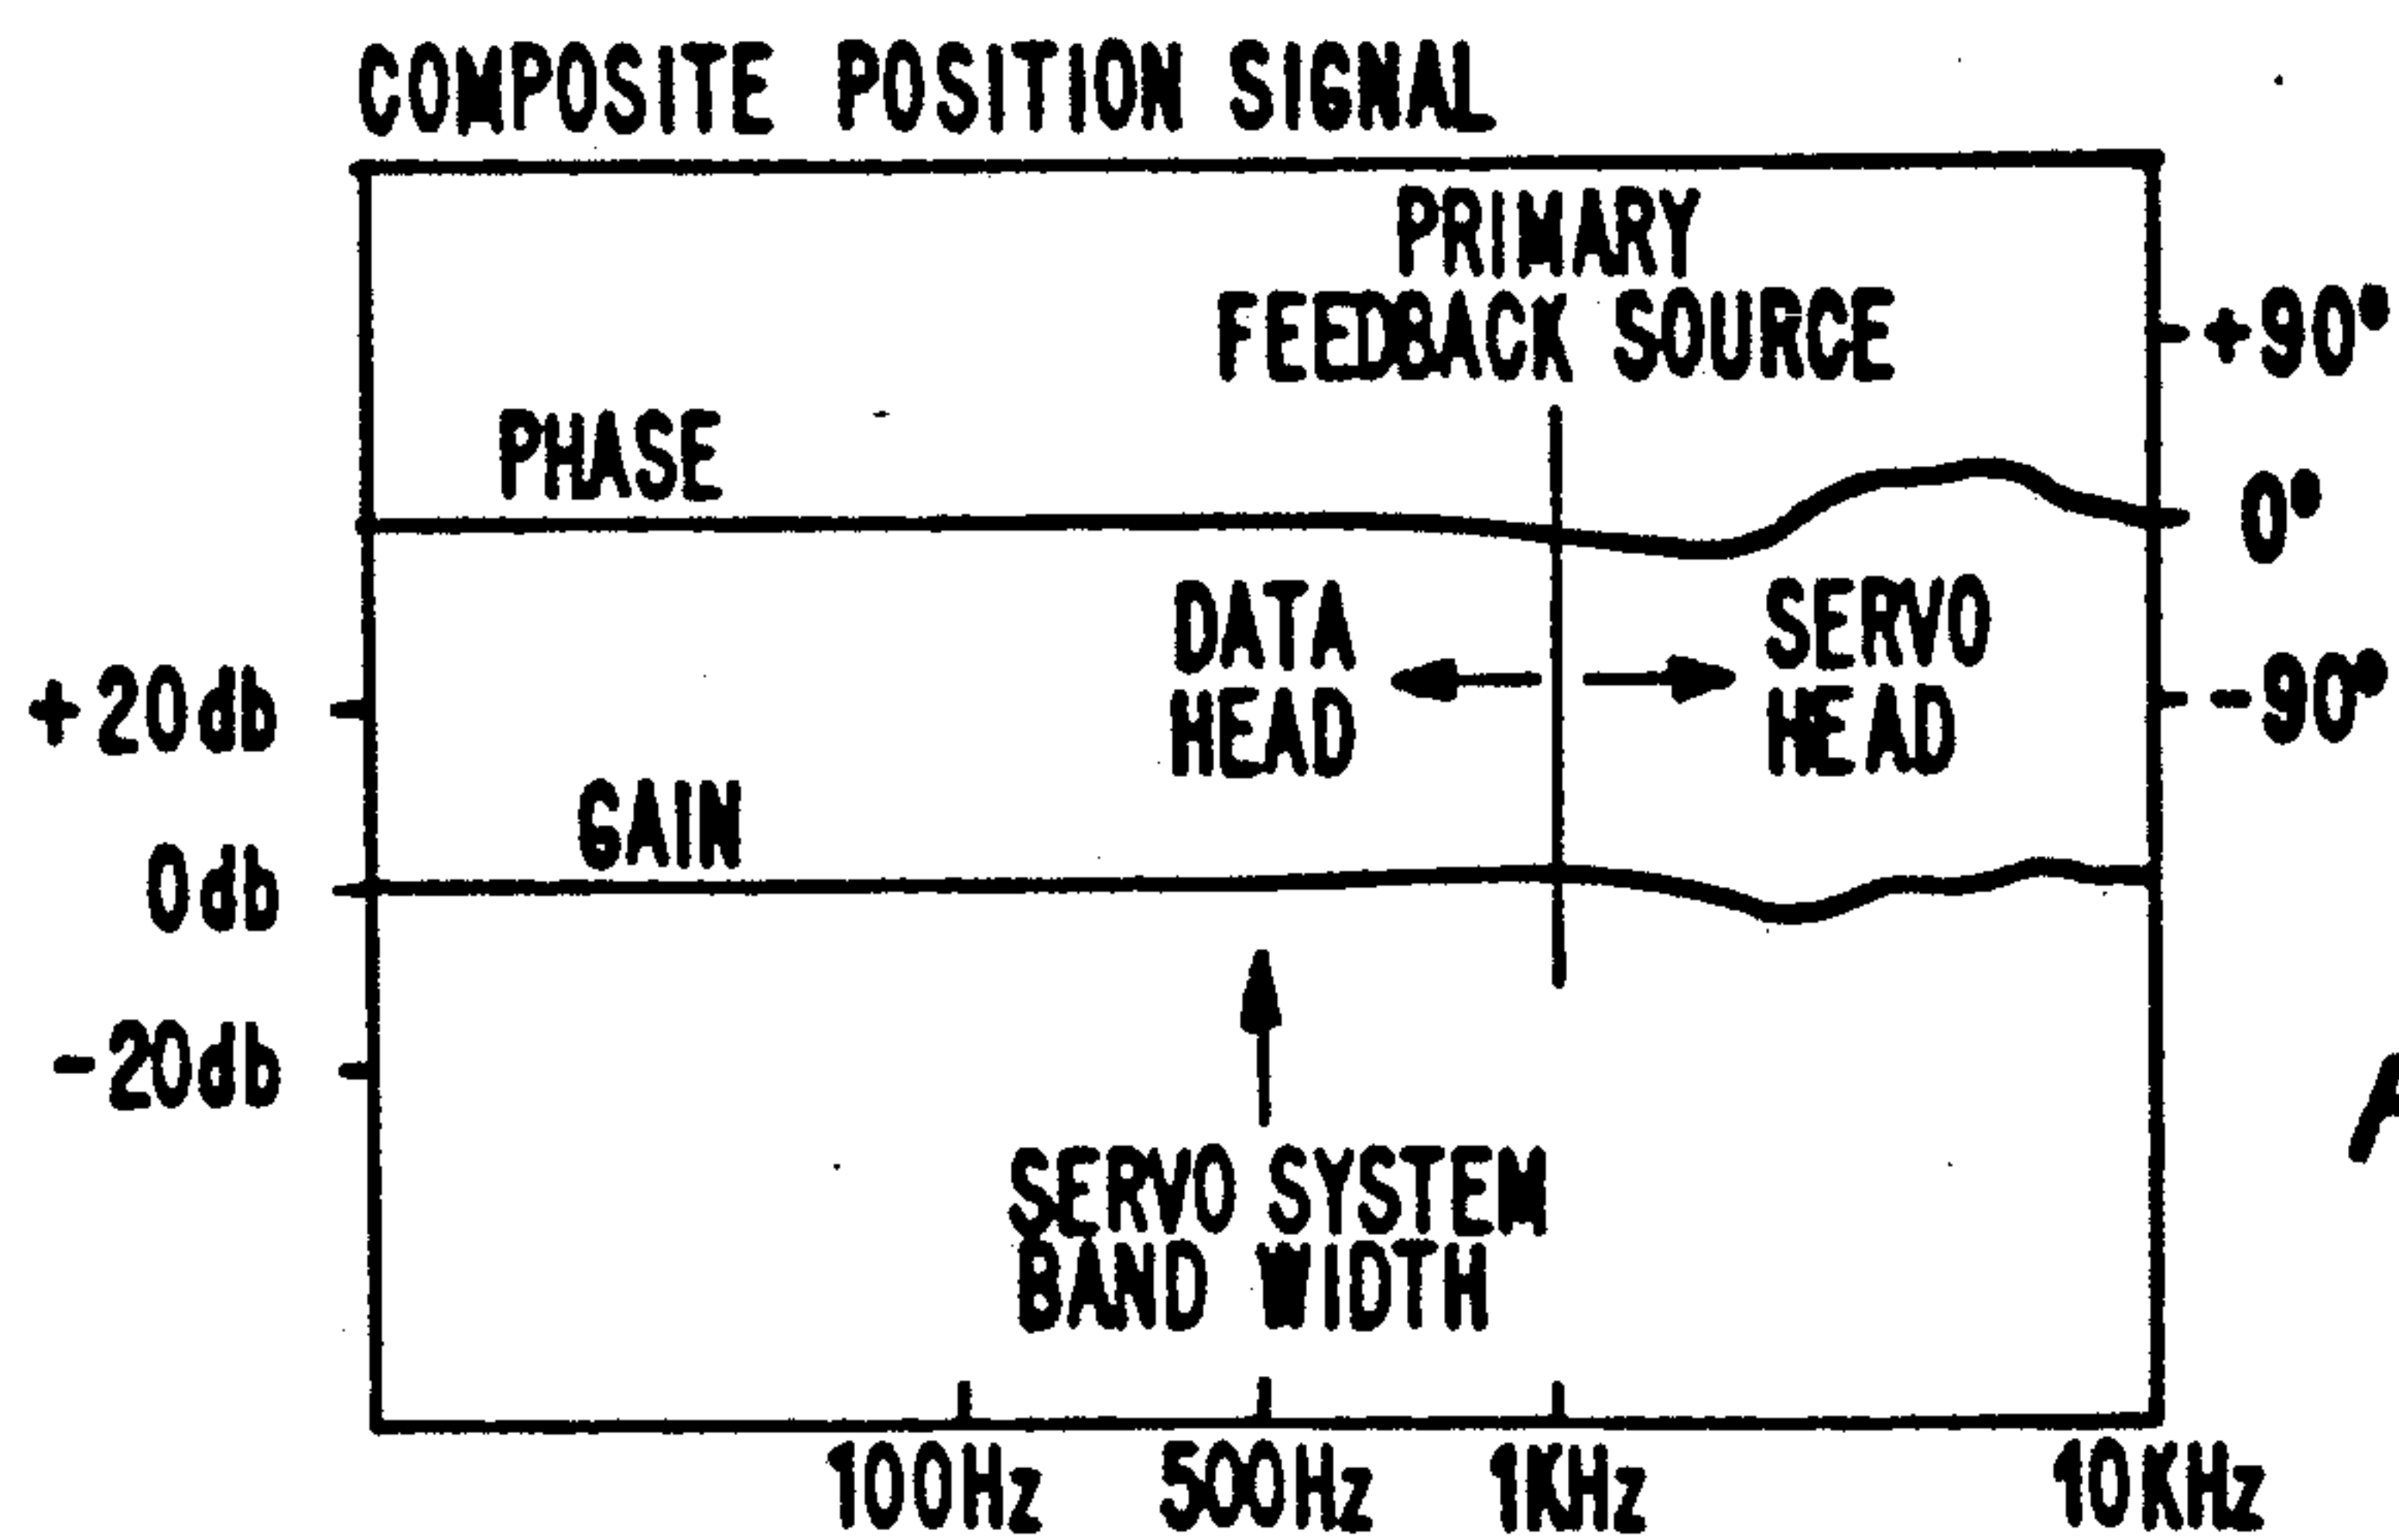 COMPOSITE POSITION SIGNAL
PRIMARY
FEEDBACK SOURCE
+90°
PHASE
0°
DATA
HEAD
SERVO
HEAD
+20db
-90°
GAIN
0db
-20db
SERVO SYSTEM
BAND WIDTH
100Hz
500Hz
1KHz
10KHz